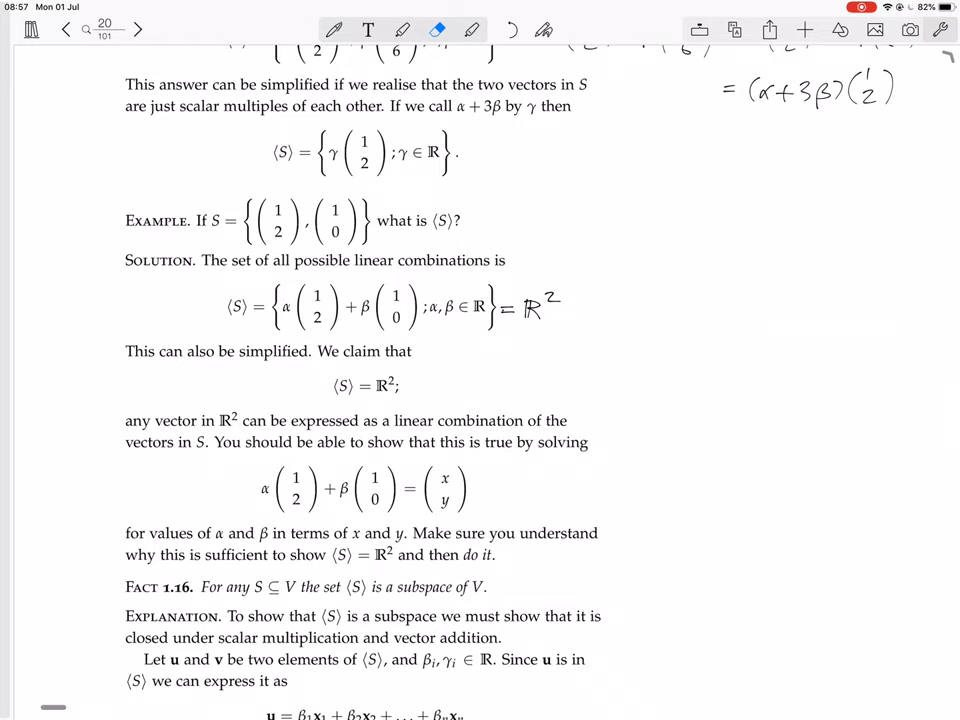 08:57 Mon 01 Jul
82%
20
101
T
2 6
This answer can be simplified if we realise that the two vectors in S
are just scalar multiples of each other. If we call α + 3β by γ then
= (α+3β)(1 2)
⟨S⟩ = {γ (1 2) ; γ ∈ ℝ}.
EXAMPLE. If S = {(1 2), (1 0)} what is ⟨S⟩?
SOLUTION. The set of all possible linear combinations is
⟨S⟩ = {α (1 2) + β (1 0) ; α, β ∈ ℝ} = ℝ²
This can also be simplified. We claim that
⟨S⟩ = ℝ²;
any vector in ℝ² can be expressed as a linear combination of the
vectors in S. You should be able to show that this is true by solving
α (1 2) + β (1 0) = (x y)
for values of α and β in terms of x and y. Make sure you understand
why this is sufficient to show ⟨S⟩ = ℝ² and then do it.
FACT 1.16. For any S ⊆ V the set ⟨S⟩ is a subspace of V.
EXPLANATION. To show that ⟨S⟩ is a subspace we must show that it is
closed under scalar multiplication and vector addition.
Let u and v be two elements of ⟨S⟩, and βᵢ, γᵢ ∈ ℝ. Since u is in
⟨S⟩ we can express it as
u = β₁x₁ + β₂x₂ + . . . + βₙxₙ